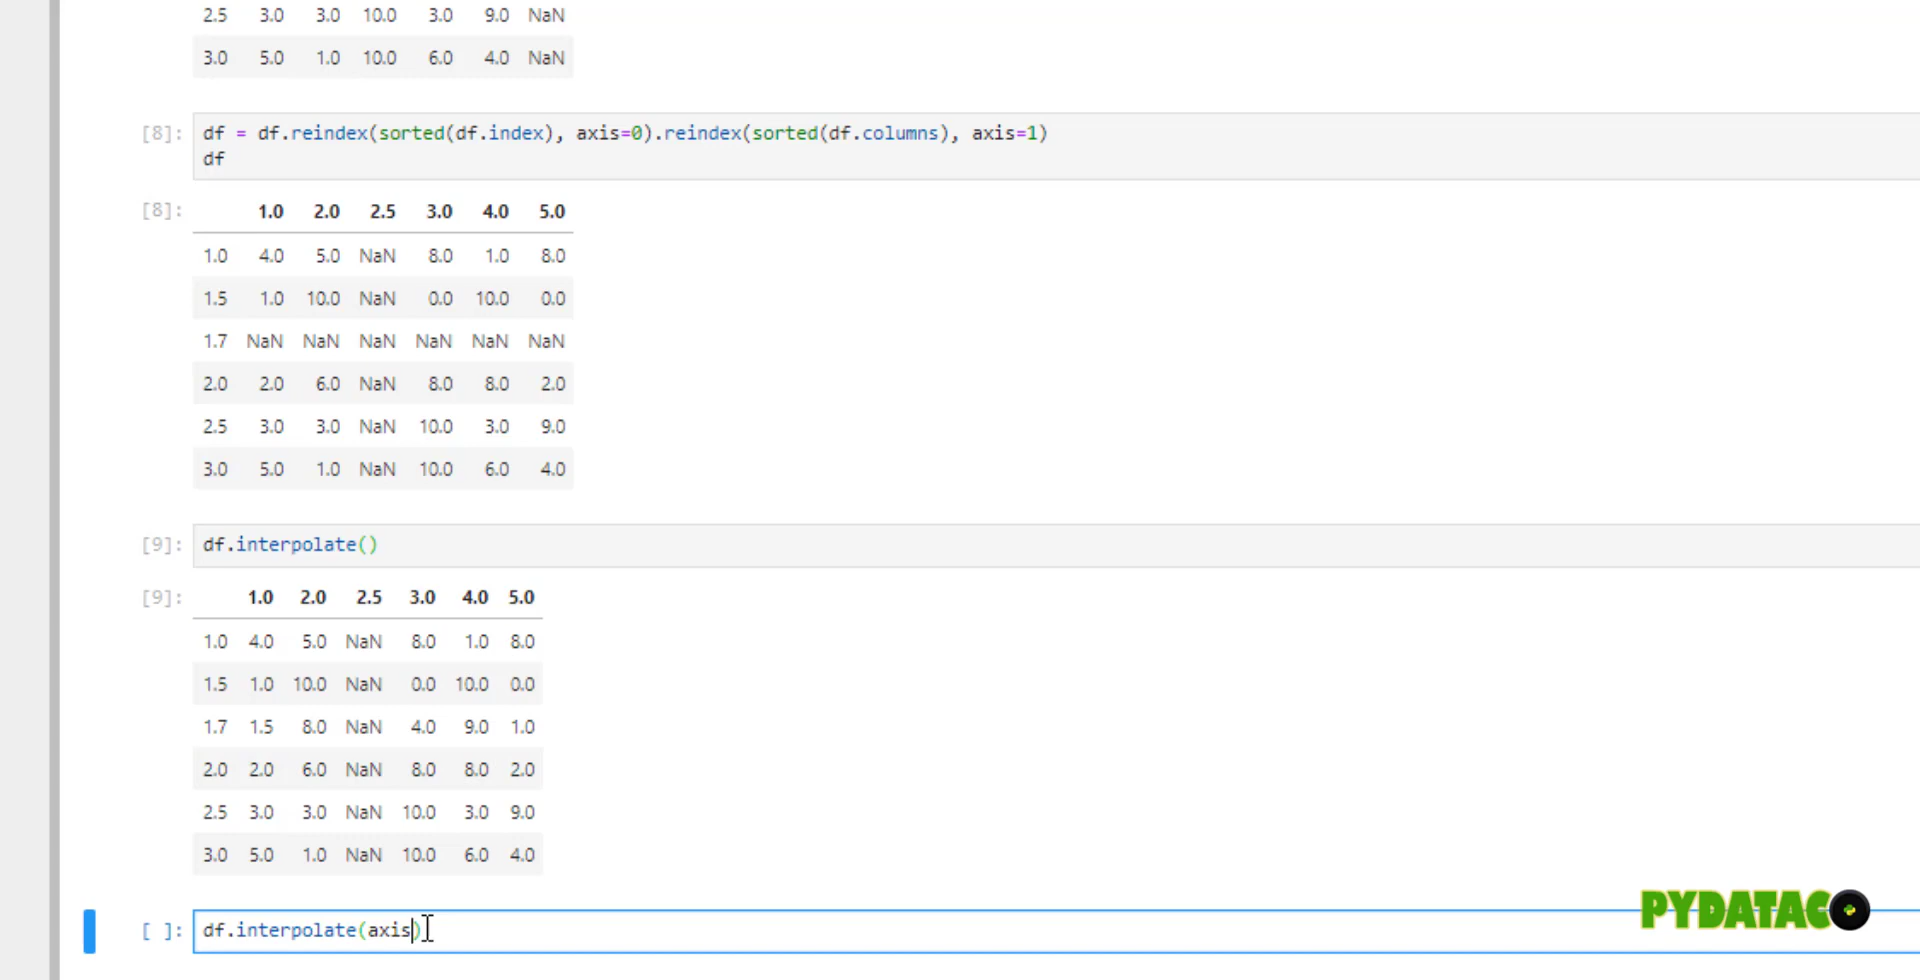 2.5 3.0 3.0 10.0 3.0 9.0 NaN
3.0 5.0 1.0 10.0 6.0 4.0 NaN
[8]: df = df.reindex(sorted(df.index), axis=0).reindex(sorted(df.columns), axis=1)
df
[8]: 1.0 2.0 2.5 3.0 4.0 5.0
1.0 4.0 5.0 NaN 8.0 1.0 8.0
1.5 1.0 10.0 NaN 0.0 10.0 0.0
1.7 NaN NaN NaN NaN NaN NaN
2.0 2.0 6.0 NaN 8.0 8.0 2.0
2.5 3.0 3.0 NaN 10.0 3.0 9.0
3.0 5.0 1.0 NaN 10.0 6.0 4.0
[9]: df.interpolate()
[9]: 1.0 2.0 2.5 3.0 4.0 5.0
1.0 4.0 5.0 NaN 8.0 1.0 8.0
1.5 1.0 10.0 NaN 0.0 10.0 0.0
1.7 1.5 8.0 NaN 4.0 9.0 1.0
2.0 2.0 6.0 NaN 8.0 8.0 2.0
2.5 3.0 3.0 NaN 10.0 3.0 9.0
3.0 5.0 1.0 NaN 10.0 6.0 4.0
[ ]: df.interpolate(axis)
PYDATAC